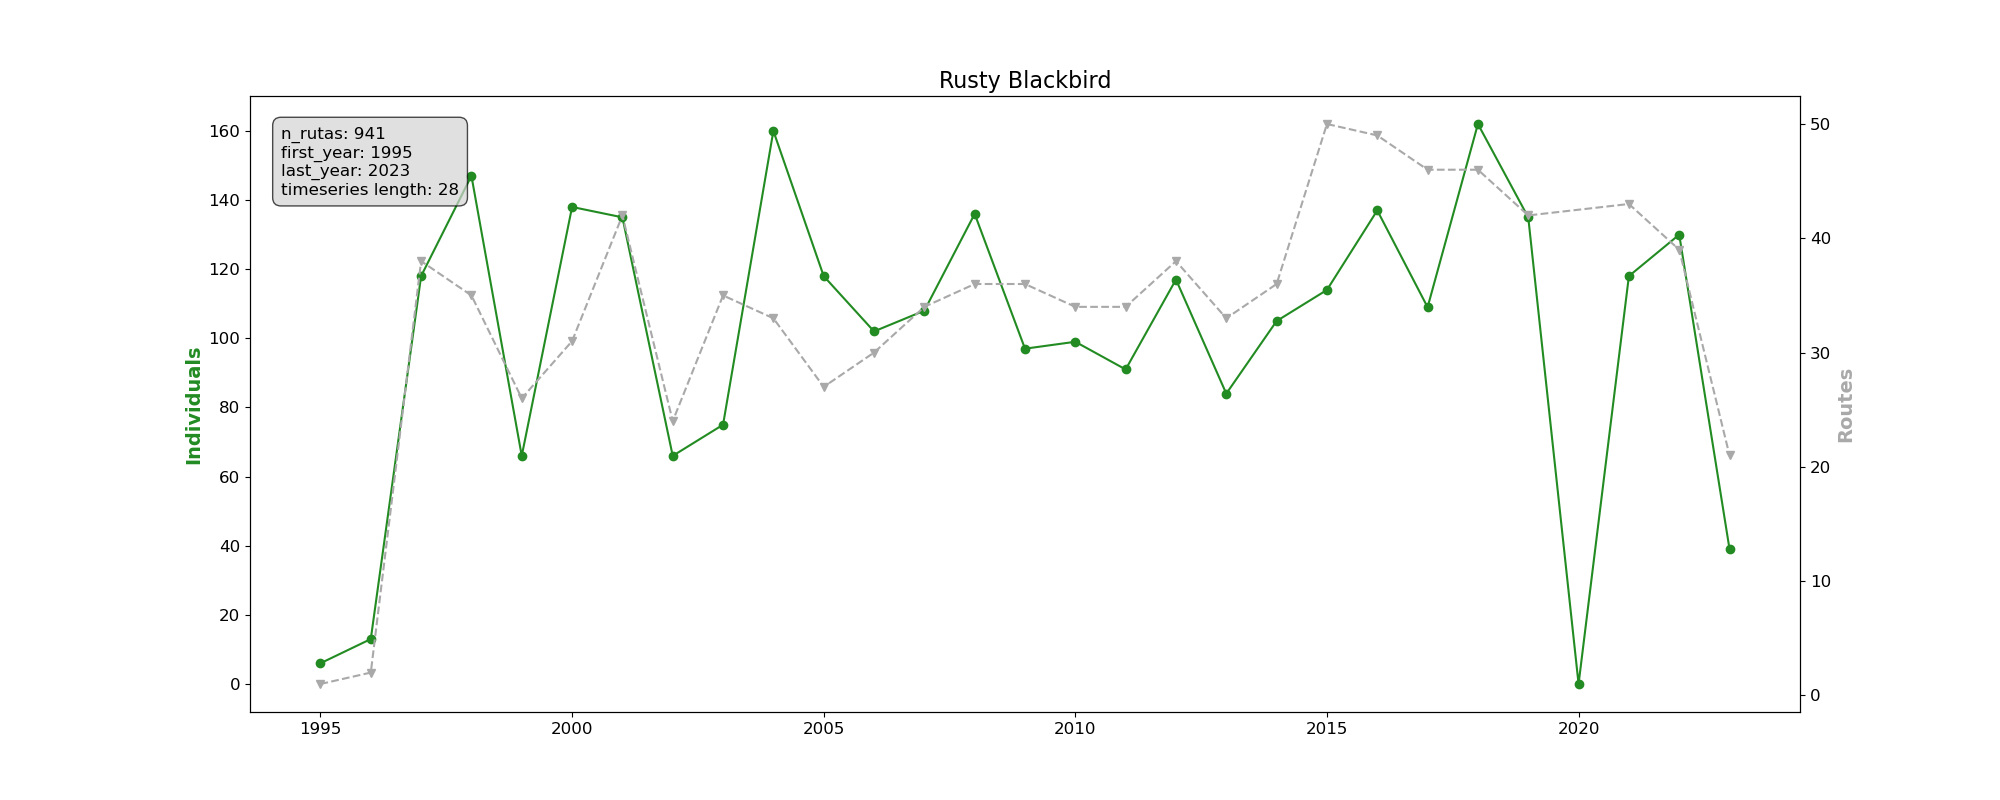 Rusty Blackbird
n_rutas: 941
first_year: 1995
last_year: 2023
timeseries length: 28
Individuals
160
140
120
100
80
60
40
20
0
50
40
30
20
10
0
Routes
1995 2000 2005 2010 2015 2020